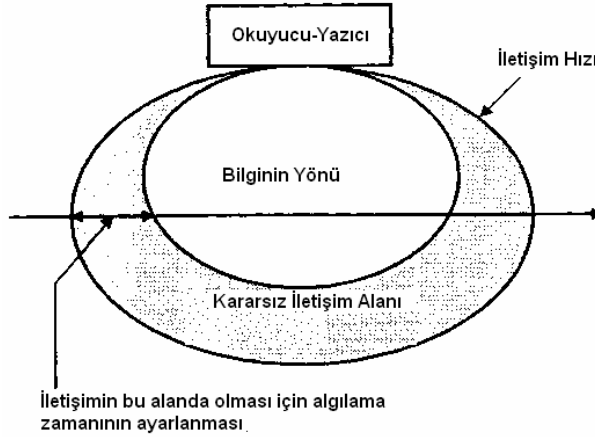 Okuyucu-Yazıcı
İletişim Hızı
Bilginin Yönü
Kararsız İletişim Alanı
İletişimin bu alanda olması için algılama
zamanının ayarlanması